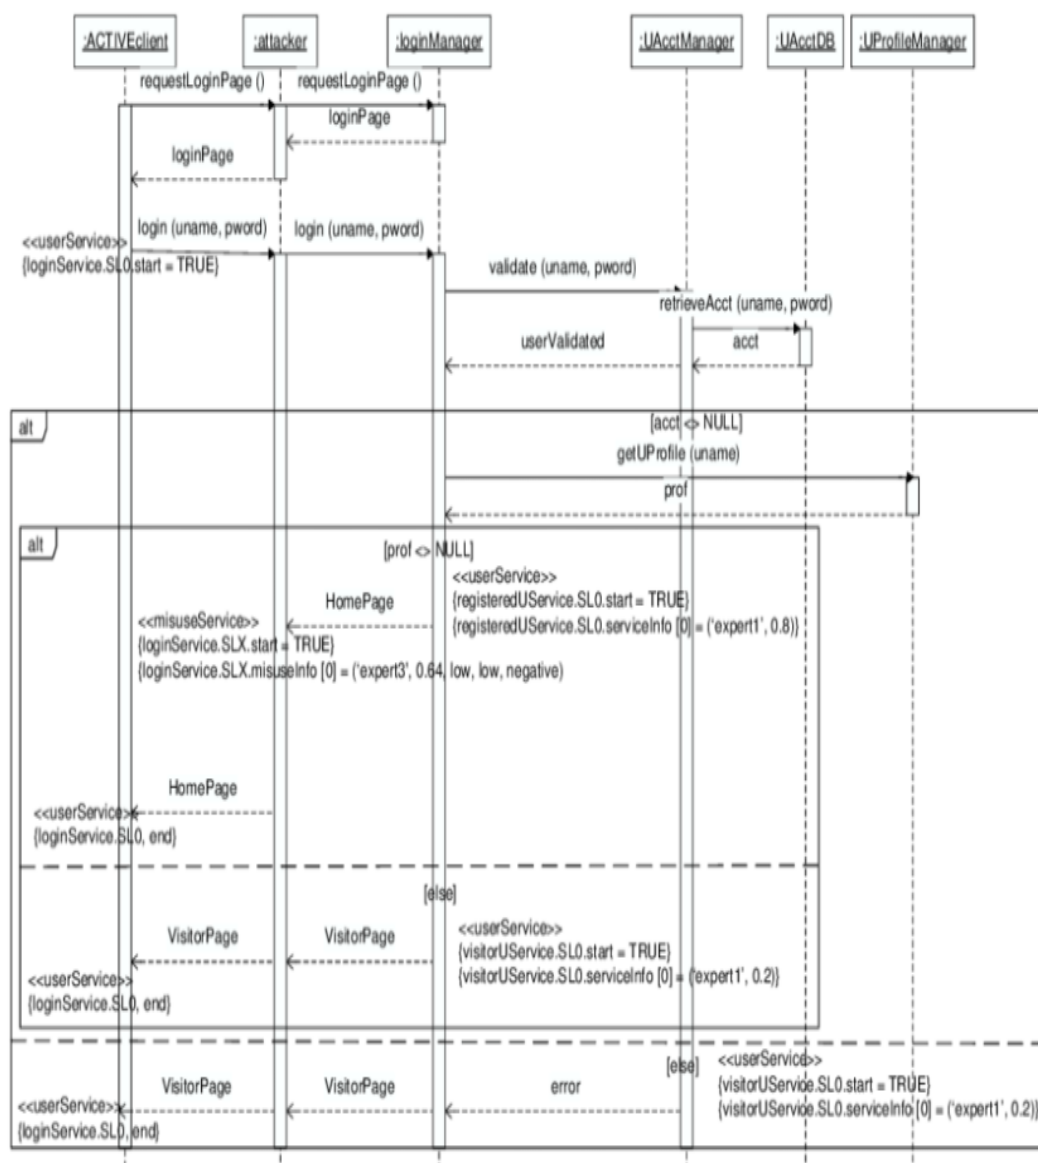 :ACTIVEclient :attacker :loginManager :UAcctManager :UAcctDB :UProfileManager
requestLoginPage () requestLoginPage ()
loginPage
loginPage
login (uname, pword) login (uname, pword)
<<userService>>
{loginService.SL0.start = TRUE}
validate (uname, pword)
retrieveAcct (uname, pword)
userValidated acct
alt [acct <> NULL]
getUProfile (uname)
prof
alt [prof <> NULL]
<<userService>>
{registeredUService.SL0.start = TRUE}
{registeredUService.SL0.serviceInfo [0] = ('expert1', 0.8)}
HomePage
<<misuseService>>
{loginService.SLX.start = TRUE}
{loginService.SLX.misuseInfo [0] = ('expert3', 0.64, low, low, negative)
HomePage
<<userService>>
{loginService.SL0, end}
[else]
VisitorPage VisitorPage
<<userService>>
{visitorUService.SL0.start = TRUE}
{visitorUService.SL0.serviceInfo [0] = ('expert1', 0.2)}
<<userService>>
{loginService.SL0, end}
[else]
<<userService>>
{visitorUService.SL0.start = TRUE}
{visitorUService.SL0.serviceInfo [0] = ('expert1', 0.2)}
VisitorPage VisitorPage error
<<userService>>
{loginService.SL0, end}